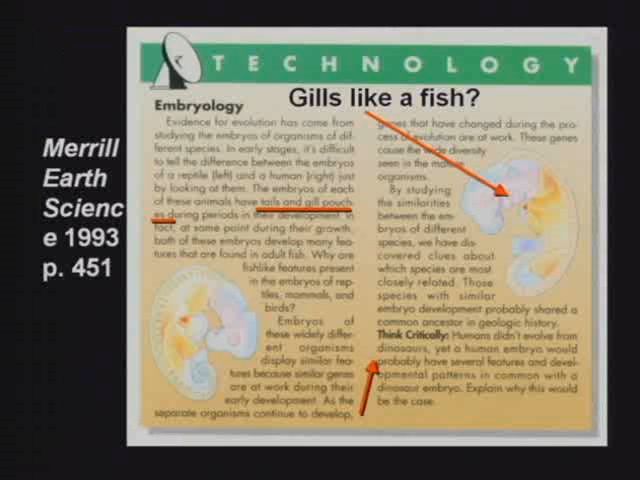 TECHNOLOGY
Gills like a fish?
Merrill
Earth
Scienc
e 1993
p. 451
Embryology
Evidence for evolution has come from
studying the embryos of organisms of dif-
ferent species. In early stages, it's difficult
to tell the difference between the embryos
of a reptile (left) and a human (right) just
by looking at them. The embryos of each
of these animals have tails and gill pouch-
es during periods in their development. In
fact, at some point during their growth,
both of these embryos develop many fea-
tures that are found in adult fish. Why are
fishlike features present
in the embryos of rep-
tiles, mammals, and
birds?
Embryos of
these widely differ-
ent organisms
display similar fea-
tures because similar genes
are at work during their
early development. As the
separate organisms continue to develop,
genes that have changed during the pro-
cess of evolution are at work. These genes
cause the wide diversity
seen in the mature
organisms.
By studying
the similarities
between the em-
bryos of different
species, we have dis-
covered clues about
which species are most
closely related. Those
species with similar
embryo development probably shared a
common ancestor in geologic history.
Think Critically: Humans didn't evolve from
dinosaurs, yet a human embryo would
probably have several features and devel-
opmental patterns in common with a
dinosaur embryo. Explain why this would
be the case.